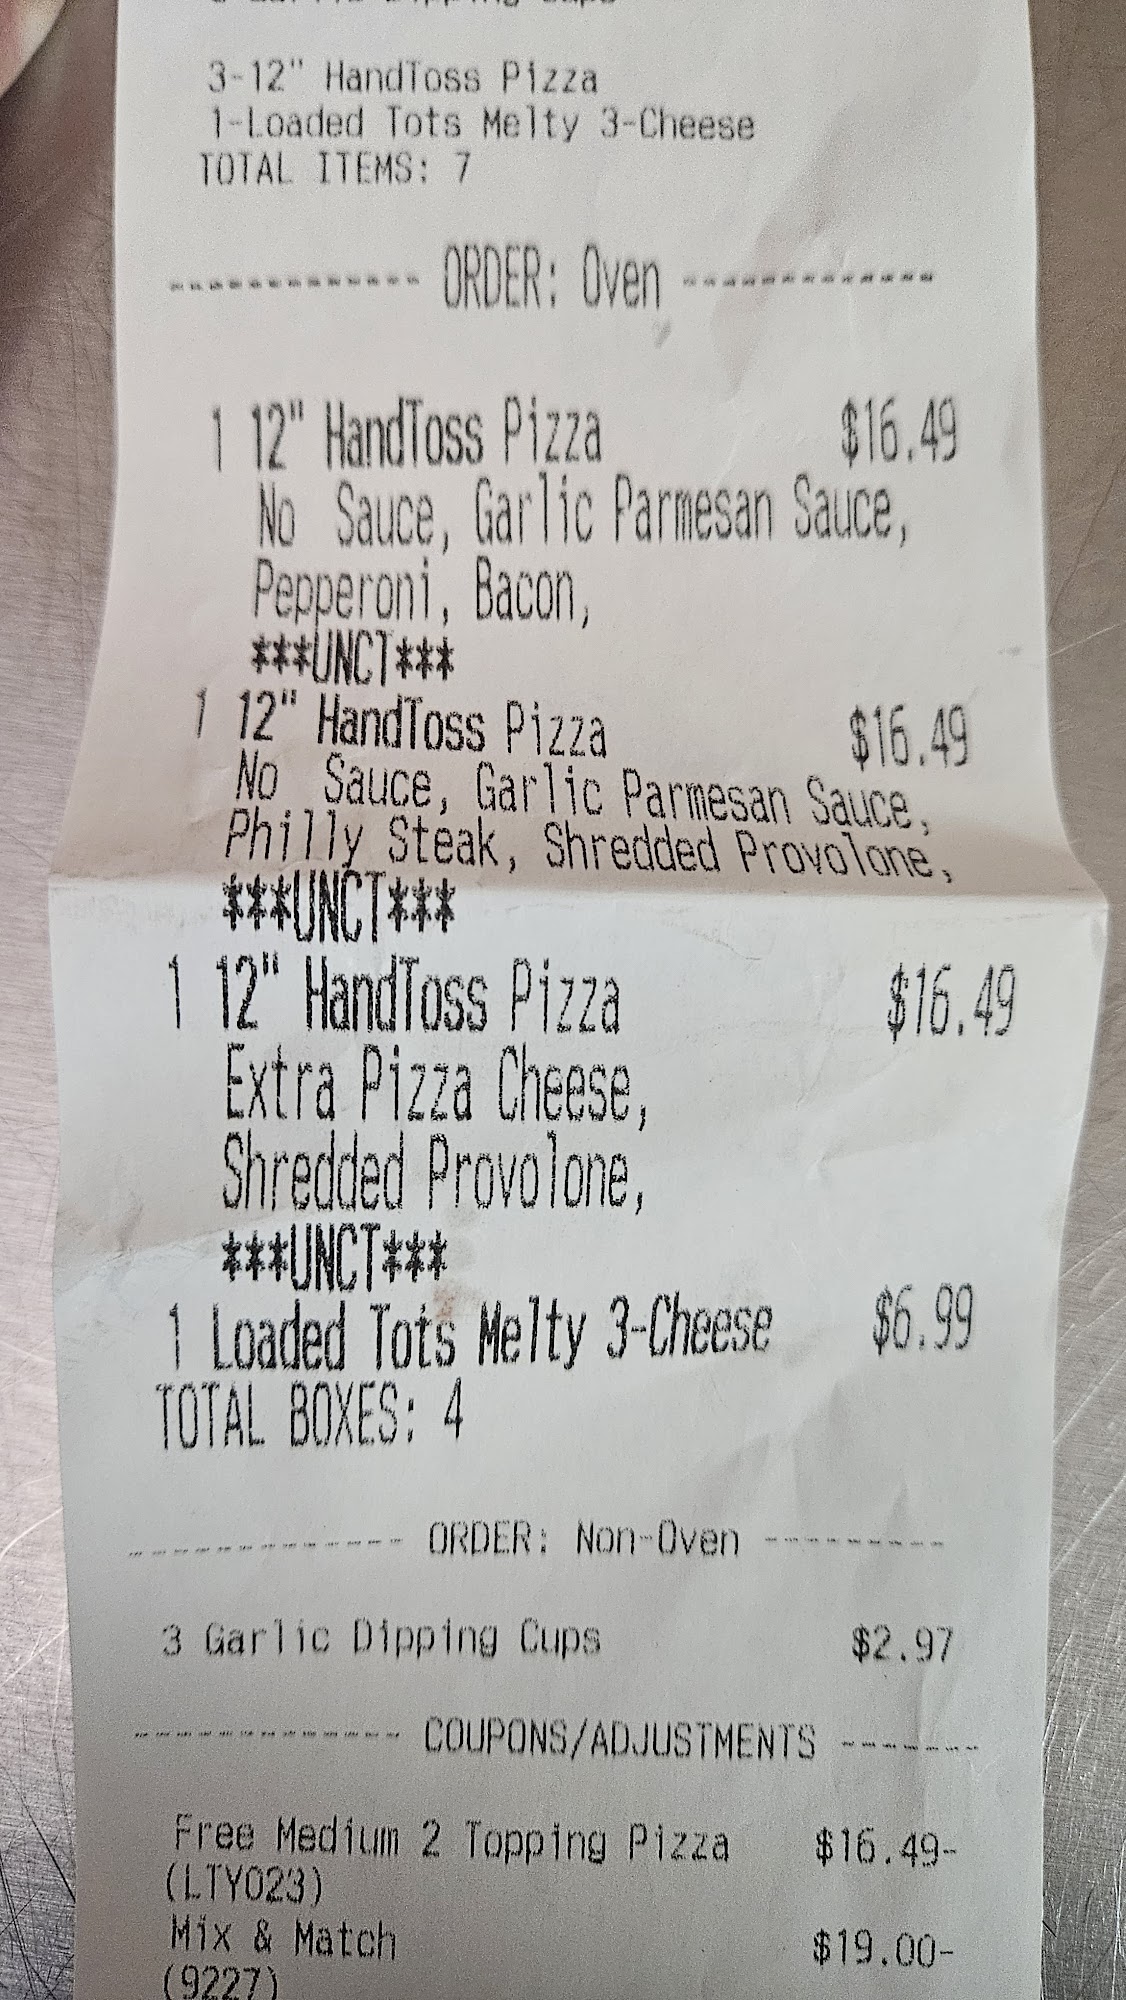 3 Garlic Dipping Cups
3-12" HandToss Pizza
1-Loaded Tots Melty 3-Cheese
TOTAL ITEMS: 7
------------- ORDER: Oven -------------
1 12" HandToss Pizza $16.49
No Sauce, Garlic Parmesan Sauce,
Pepperoni, Bacon,
***UNCT***
1 12" HandToss Pizza $16.49
No Sauce, Garlic Parmesan Sauce,
Philly Steak, Shredded Provolone,
***UNCT***
1 12" HandToss Pizza $16.49
Extra Pizza Cheese,
Shredded Provolone,
***UNCT***
1 Loaded Tots Melty 3-Cheese $6.99
TOTAL BOXES: 4
-------------- ORDER: Non-Oven ---------
3 Garlic Dipping Cups $2.97
-------------- COUPONS/ADJUSTMENTS -------
Free Medium 2 Topping Pizza $16.49-
(LTY023)
Mix & Match $19.00-
(9227)